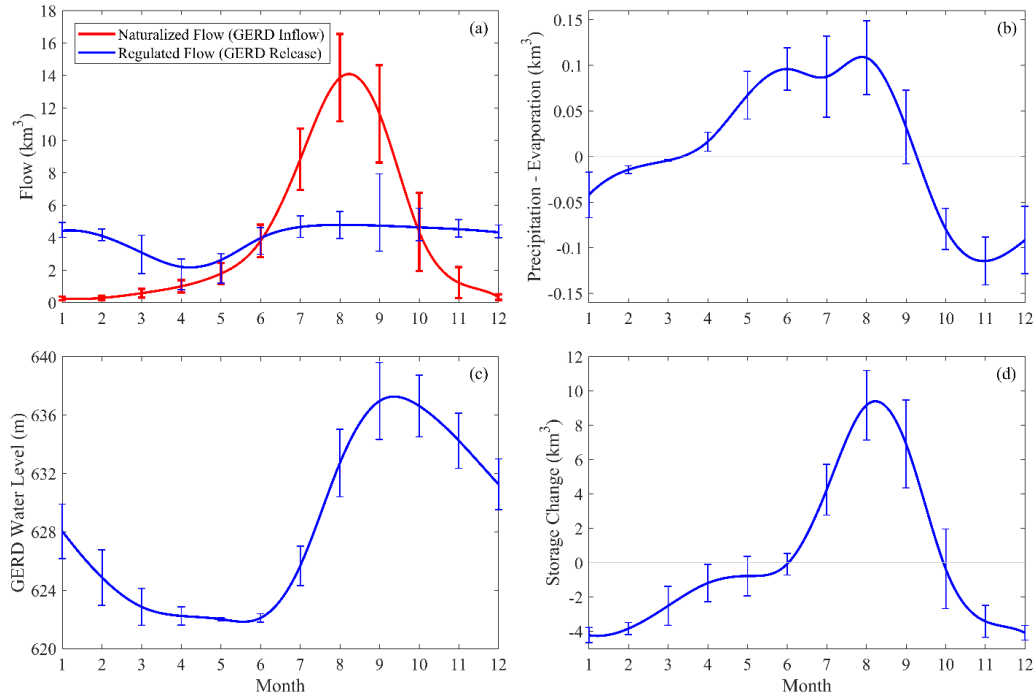 (a)
Naturalized Flow (GERD Inflow)
Regulated Flow (GERD Release)
Flow (km³)
18
16
14
12
10
8
6
4
2
0
1 2 3 4 5 6 7 8 9 10 11 12
(b)
Precipitation - Evaporation (km³)
0.15
0.1
0.05
0
-0.05
-0.1
-0.15
1 2 3 4 5 6 7 8 9 10 11 12
(c)
GERD Water Level (m)
640
636
632
628
624
620
1 2 3 4 5 6 7 8 9 10 11 12
Month
(d)
Storage Change (km³)
12
10
8
6
4
2
0
-2
-4
1 2 3 4 5 6 7 8 9 10 11 12
Month